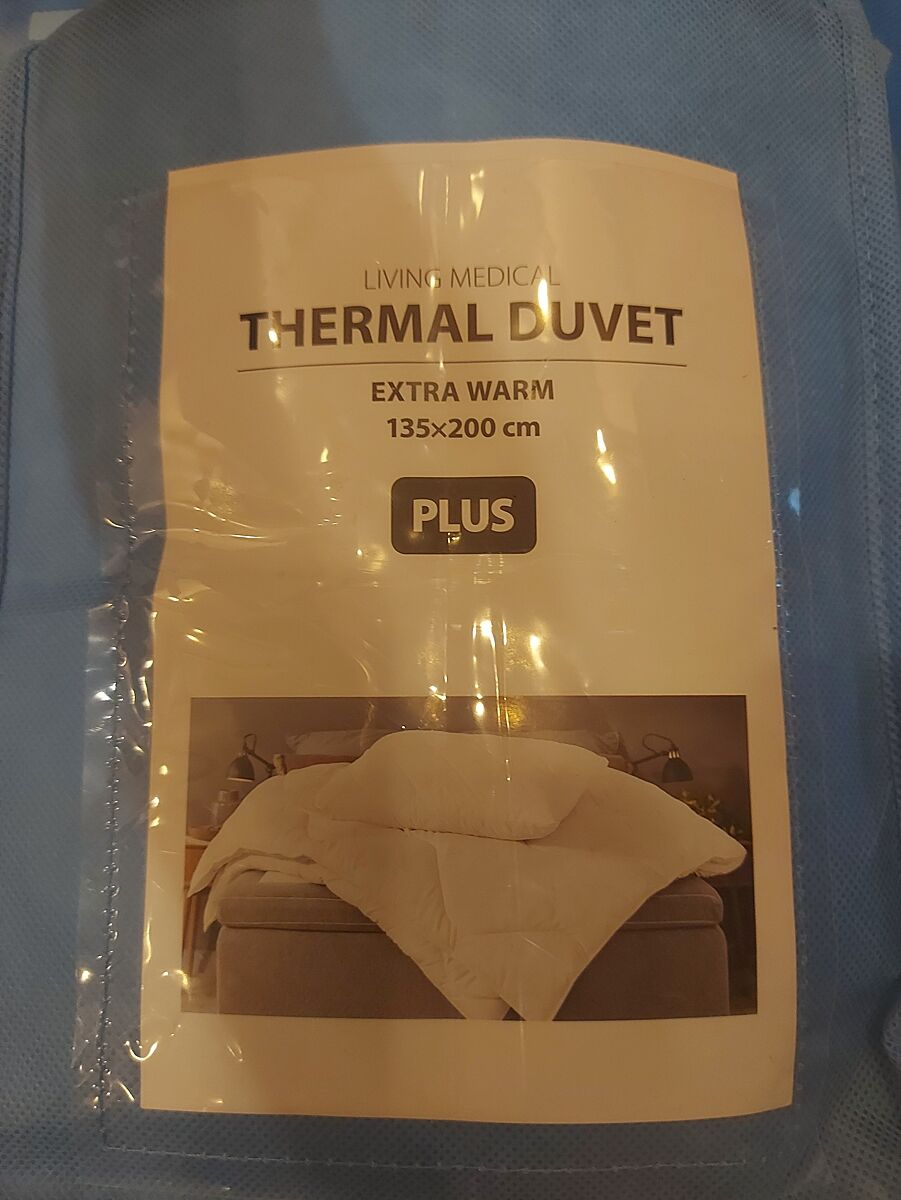 LIVING MEDICAL
THERMAL DUVET
EXTRA WARM
135×200 cm
PLUS